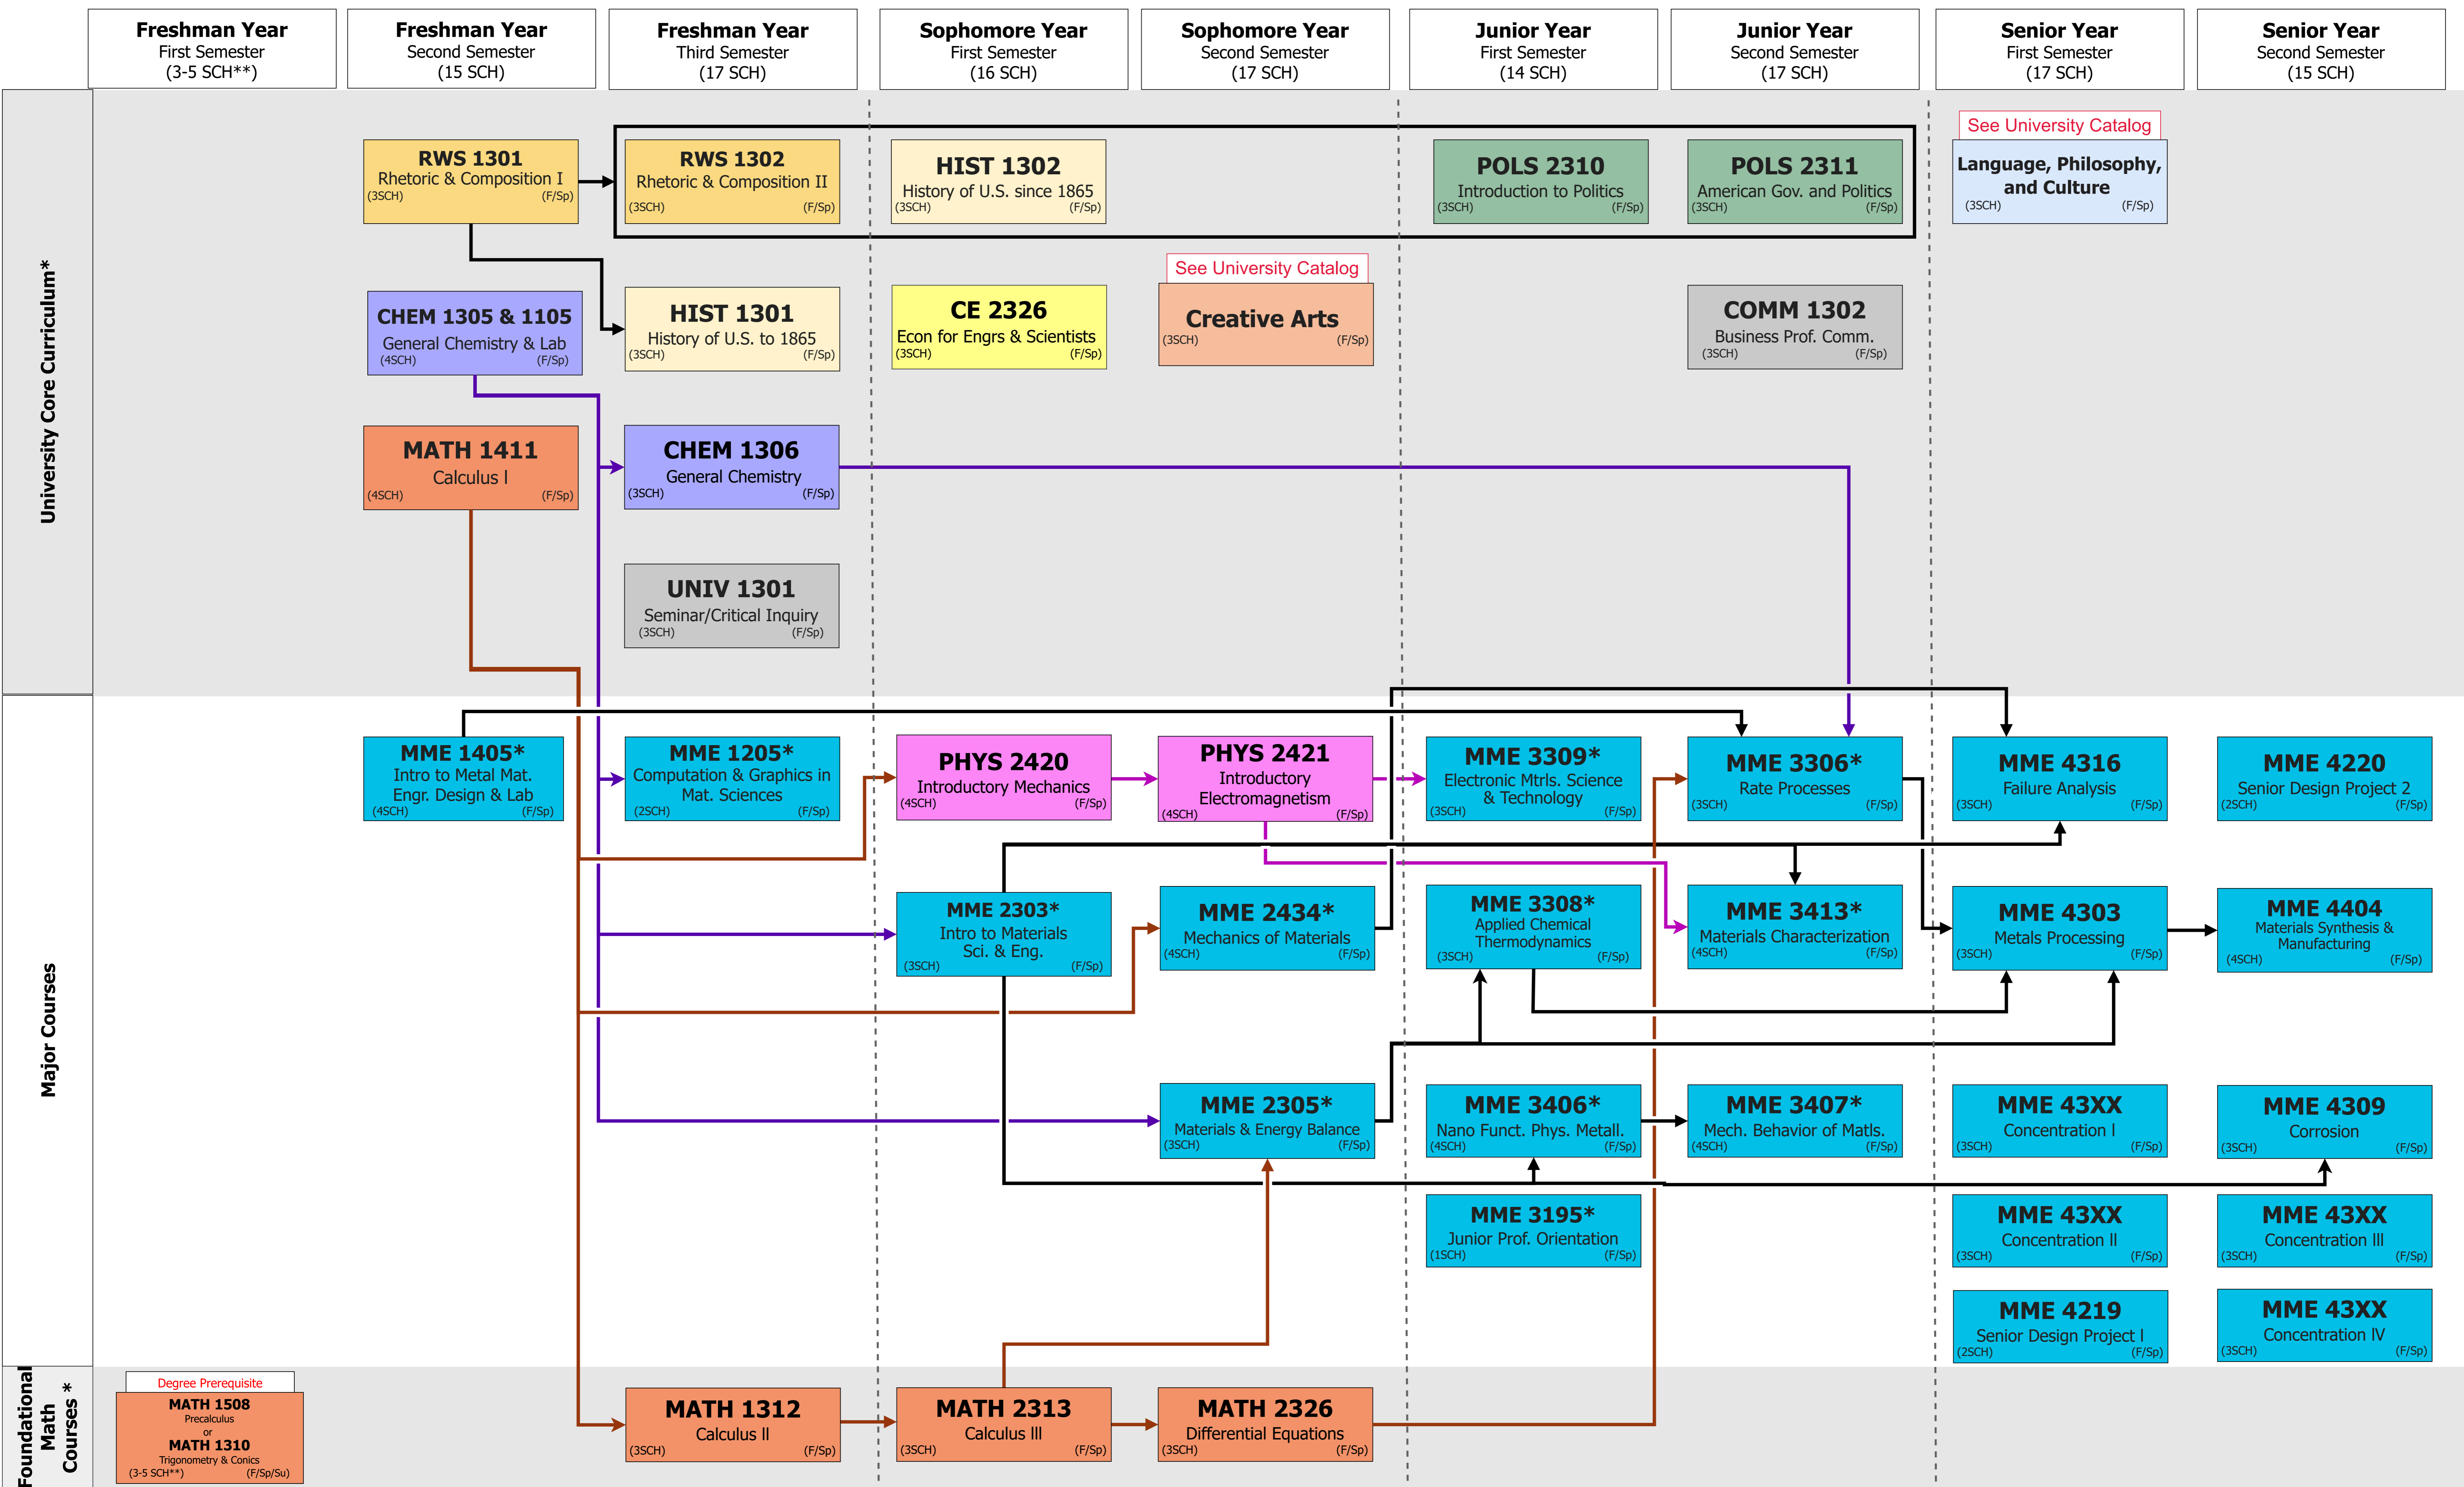 Freshman Year
First Semester
(3-5 SCH**)
Freshman Year
Second Semester
(15 SCH)
Freshman Year
Third Semester
(17 SCH)
Sophomore Year
First Semester
(16 SCH)
Sophomore Year
Second Semester
(17 SCH)
Junior Year
First Semester
(14 SCH)
Junior Year
Second Semester
(17 SCH)
Senior Year
First Semester
(17 SCH)
Senior Year
Second Semester
(15 SCH)
University Core Curriculum*
RWS 1301
Rhetoric & Composition I
(3SCH) (F/Sp)
RWS 1302
Rhetoric & Composition II
(3SCH) (F/Sp)
HIST 1302
History of U.S. since 1865
(3SCH) (F/Sp)
POLS 2310
Introduction to Politics
(3SCH) (F/Sp)
POLS 2311
American Gov. and Politics
(3SCH) (F/Sp)
See University Catalog
Language, Philosophy,
and Culture
(3SCH) (F/Sp)
CHEM 1305 & 1105
General Chemistry & Lab
(4SCH) (F/Sp)
HIST 1301
History of U.S. to 1865
(3SCH) (F/Sp)
CE 2326
Econ for Engrs & Scientists
(3SCH) (F/Sp)
See University Catalog
Creative Arts
(3SCH) (F/Sp)
COMM 1302
Business Prof. Comm.
(3SCH) (F/Sp)
MATH 1411
Calculus I
(4SCH) (F/Sp)
CHEM 1306
General Chemistry
(3SCH) (F/Sp)
UNIV 1301
Seminar/Critical Inquiry
(3SCH) (F/Sp)
Major Courses
MME 1405*
Intro to Metal Mat.
Engr. Design & Lab
(4SCH) (F/Sp)
MME 1205*
Computation & Graphics in
Mat. Sciences
(2SCH) (F/Sp)
PHYS 2420
Introductory Mechanics
(4SCH) (F/Sp)
PHYS 2421
Introductory
Electromagnetism
(4SCH) (F/Sp)
MME 3309*
Electronic Mtrls. Science
& Technology
(3SCH) (F/Sp)
MME 3306*
Rate Processes
(3SCH) (F/Sp)
MME 4316
Failure Analysis
(3SCH) (F/Sp)
MME 4220
Senior Design Project 2
(2SCH) (F/Sp)
MME 2303*
Intro to Materials
Sci. & Eng.
(3SCH) (F/Sp)
MME 2434*
Mechanics of Materials
(4SCH) (F/Sp)
MME 3308*
Applied Chemical
Thermodynamics
(3SCH) (F/Sp)
MME 3413*
Materials Characterization
(4SCH) (F/Sp)
MME 4303
Metals Processing
(3SCH) (F/Sp)
MME 4404
Materials Synthesis &
Manufacturing
(4SCH) (F/Sp)
MME 2305*
Materials & Energy Balance
(3SCH) (F/Sp)
MME 3406*
Nano Funct. Phys. Metall.
(4SCH) (F/Sp)
MME 3407*
Mech. Behavior of Matls.
(4SCH) (F/Sp)
MME 43XX
Concentration I
(3SCH) (F/Sp)
MME 4309
Corrosion
(3SCH) (F/Sp)
MME 3195*
Junior Prof. Orientation
(1SCH) (F/Sp)
MME 43XX
Concentration II
(3SCH) (F/Sp)
MME 43XX
Concentration III
(3SCH) (F/Sp)
MME 4219
Senior Design Project I
(2SCH) (F/Sp)
MME 43XX
Concentration IV
(3SCH) (F/Sp)
Foundational
Math
Courses *
Degree Prerequisite
MATH 1508
Precalculus
or
MATH 1310
Trigonometry & Conics
(3-5 SCH**) (F/Sp/Su)
MATH 1312
Calculus II
(3SCH) (F/Sp)
MATH 2313
Calculus III
(3SCH) (F/Sp)
MATH 2326
Differential Equations
(3SCH) (F/Sp)